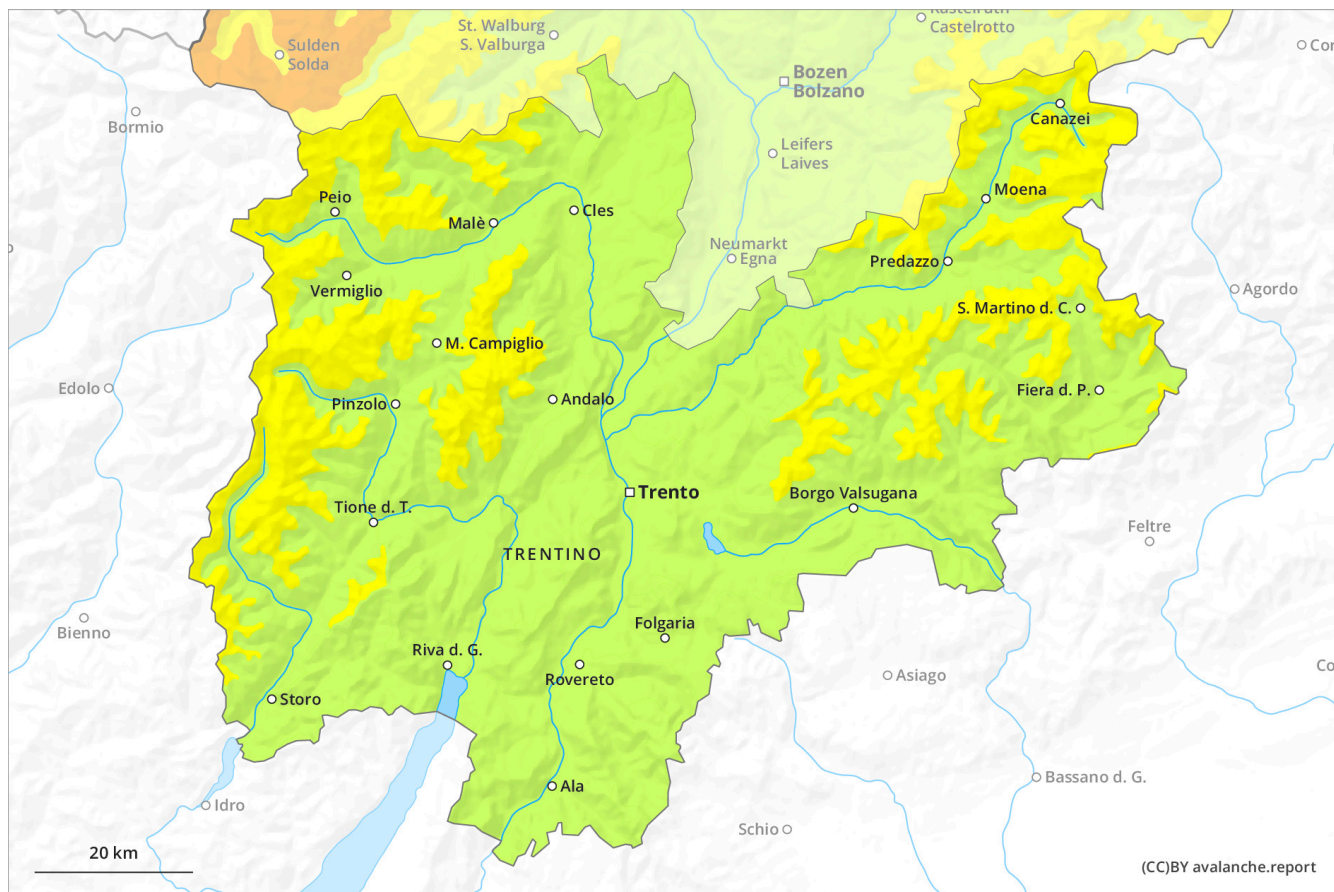 Kastelruth
Castelrotto
St. Walburg
S. Valburga
Sulden
Solda
Cor
Bozen
Bolzano
Bormio
Canazei
Leifers
Laives
Peio
Moena
Malè
Cles
Neumarkt
Egna
Predazzo
Vermiglio
Agordo
S. Martino d. C.
M. Campiglio
Edolo
Pinzolo
Andalo
Fiera d. P.
Trento
Borgo Valsugana
Tione d. T.
Feltre
TRENTINO
Bienno
Folgaria
Riva d. G.
Rovereto
Asiago
Co
Storo
Bassano d. G.
Ala
Idro
Schio
20 km
(CC)BY avalanche.report